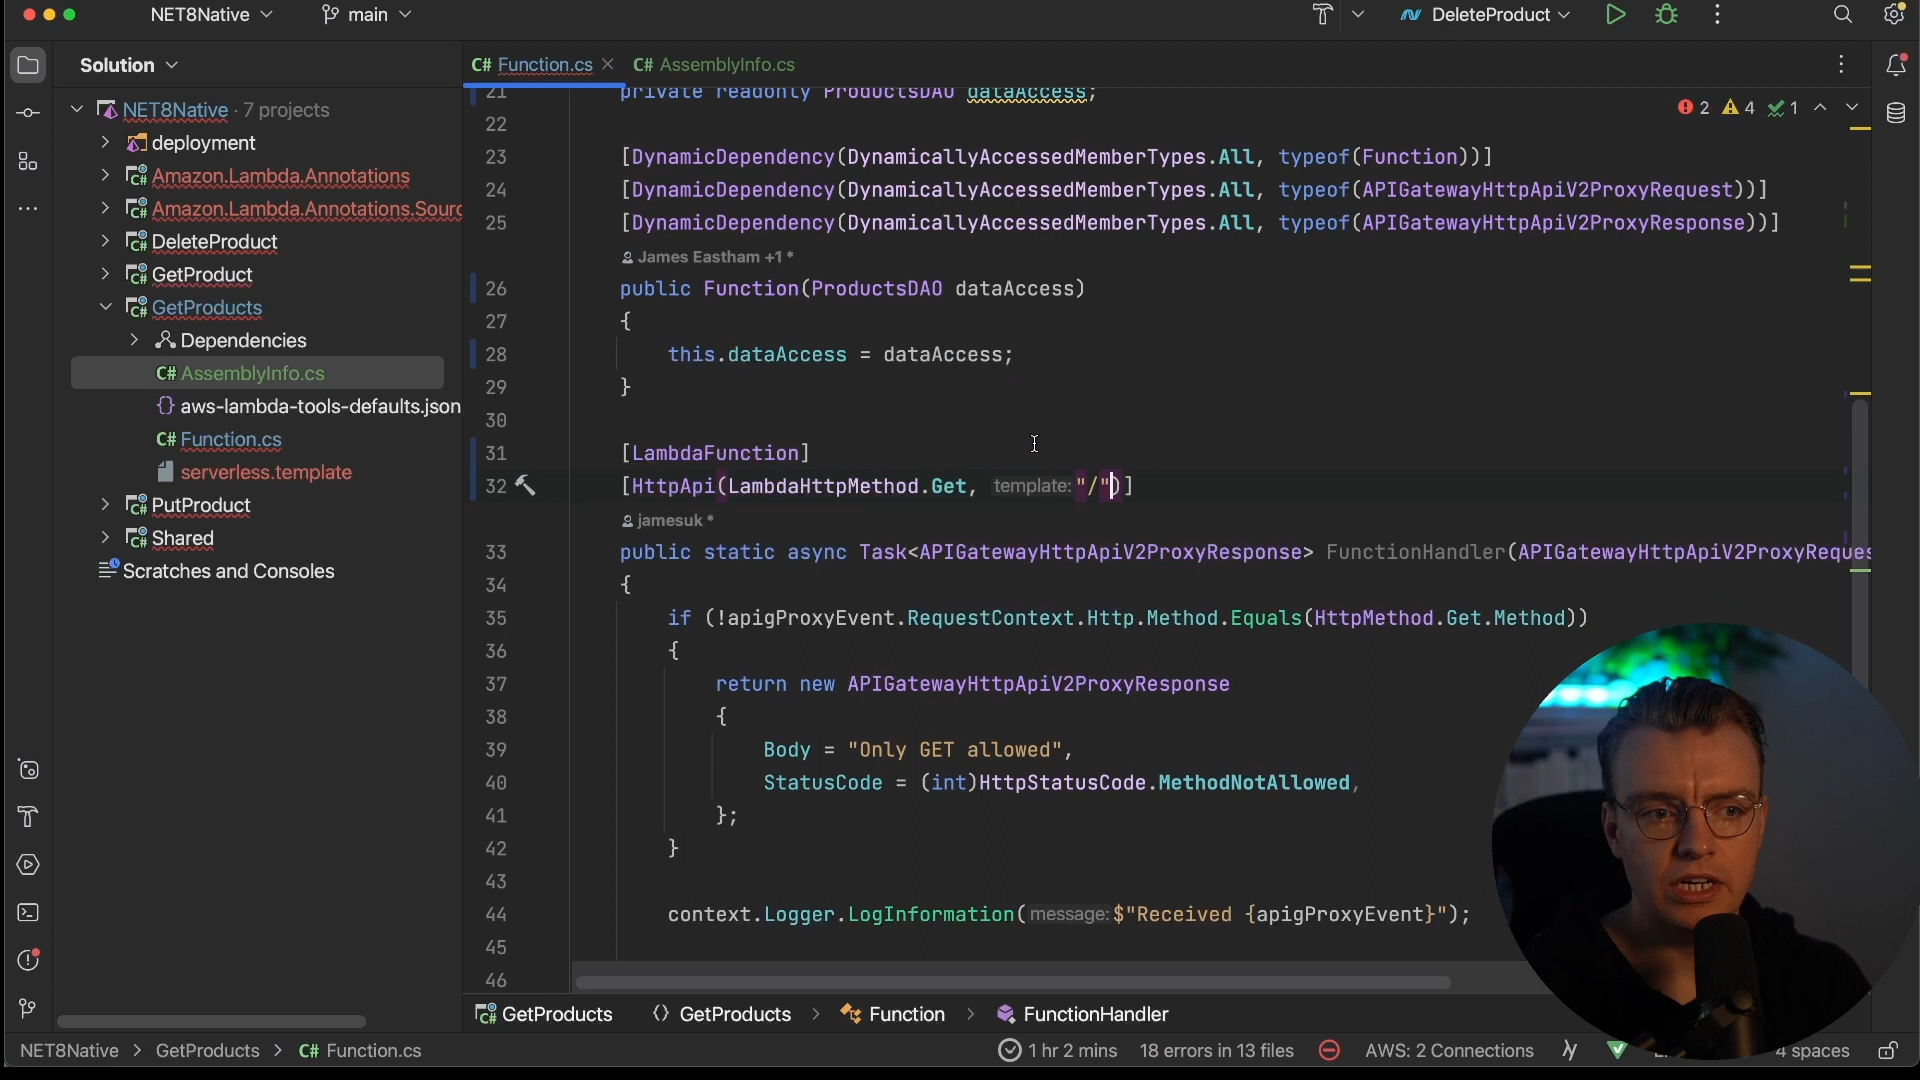 NET8Native
main
DeleteProduct
Solution
C# Function.cs
C# AssemblyInfo.cs
NET8Native · 7 projects
deployment
C# Amazon.Lambda.Annotations
C# Amazon.Lambda.Annotations.Sourc
C# DeleteProduct
C# GetProduct
C# GetProducts
Dependencies
C# AssemblyInfo.cs
{} aws-lambda-tools-defaults.json
C# Function.cs
serverless.template
C# PutProduct
C# Shared
Scratches and Consoles
2 4 1
21 private readonly ProductsDAO dataAccess;
22
23 [DynamicDependency(DynamicallyAccessedMemberTypes.All, typeof(Function))]
24 [DynamicDependency(DynamicallyAccessedMemberTypes.All, typeof(APIGatewayHttpApiV2ProxyRequest))]
25 [DynamicDependency(DynamicallyAccessedMemberTypes.All, typeof(APIGatewayHttpApiV2ProxyResponse))]
James Eastham +1 *
26 public Function(ProductsDAO dataAccess)
27 {
28 this.dataAccess = dataAccess;
29 }
30
31 [LambdaFunction]
32 [HttpApi(LambdaHttpMethod.Get, template: "/")]
jamesuk *
33 public static async Task<APIGatewayHttpApiV2ProxyResponse> FunctionHandler(APIGatewayHttpApiV2ProxyReques
34 {
35 if (!apigProxyEvent.RequestContext.Http.Method.Equals(HttpMethod.Get.Method))
36 {
37 return new APIGatewayHttpApiV2ProxyResponse
38 {
39 Body = "Only GET allowed",
40 StatusCode = (int)HttpStatusCode.MethodNotAllowed,
41 };
42 }
43
44 context.Logger.LogInformation( message: $"Received {apigProxyEvent}");
45
46
C# GetProducts {} GetProducts > Function > FunctionHandler
NET8Native > GetProducts > C# Function.cs
1 hr 2 mins 18 errors in 13 files AWS: 2 Connections 4 spaces